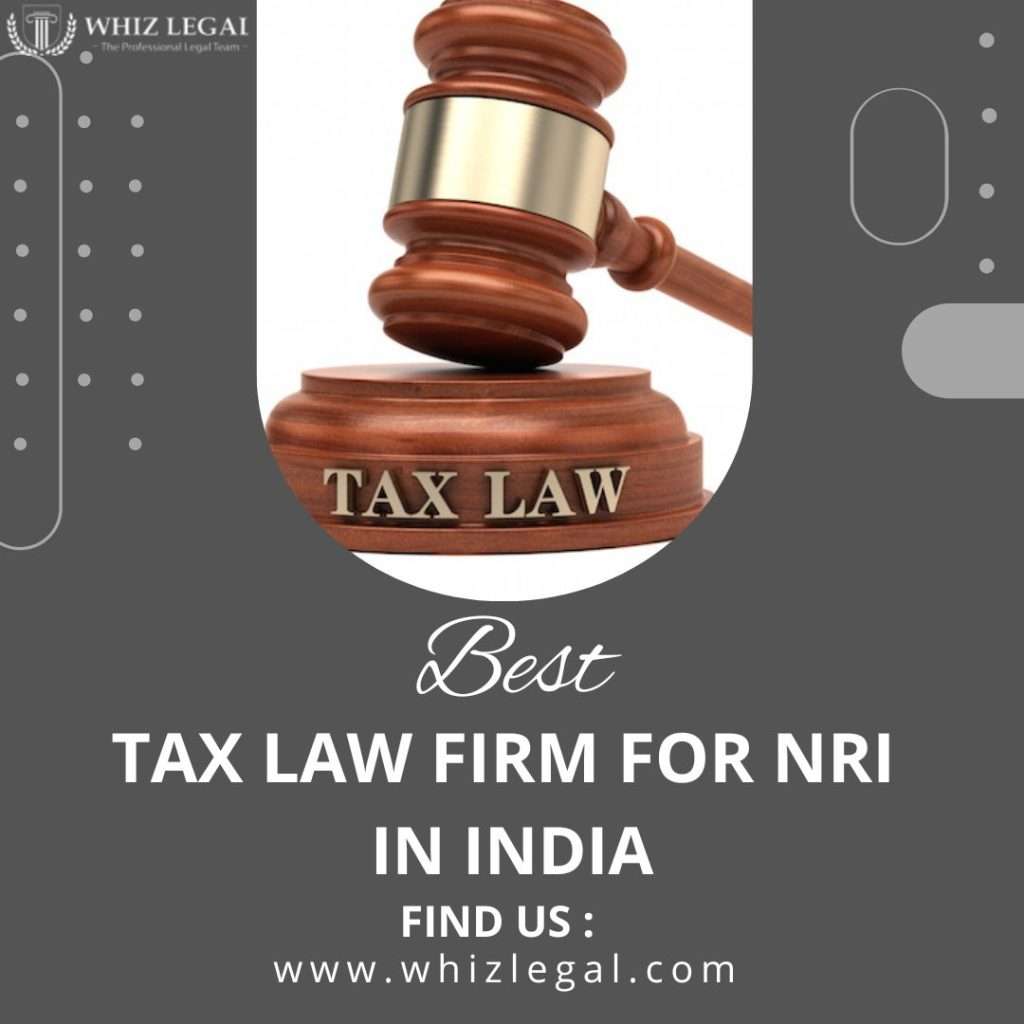 WHIZ LEGAL
- The Professional Legal Team -
TAX LAW
Best
TAX LAW FIRM FOR NRI
IN INDIA
FIND US :
www.whizlegal.com